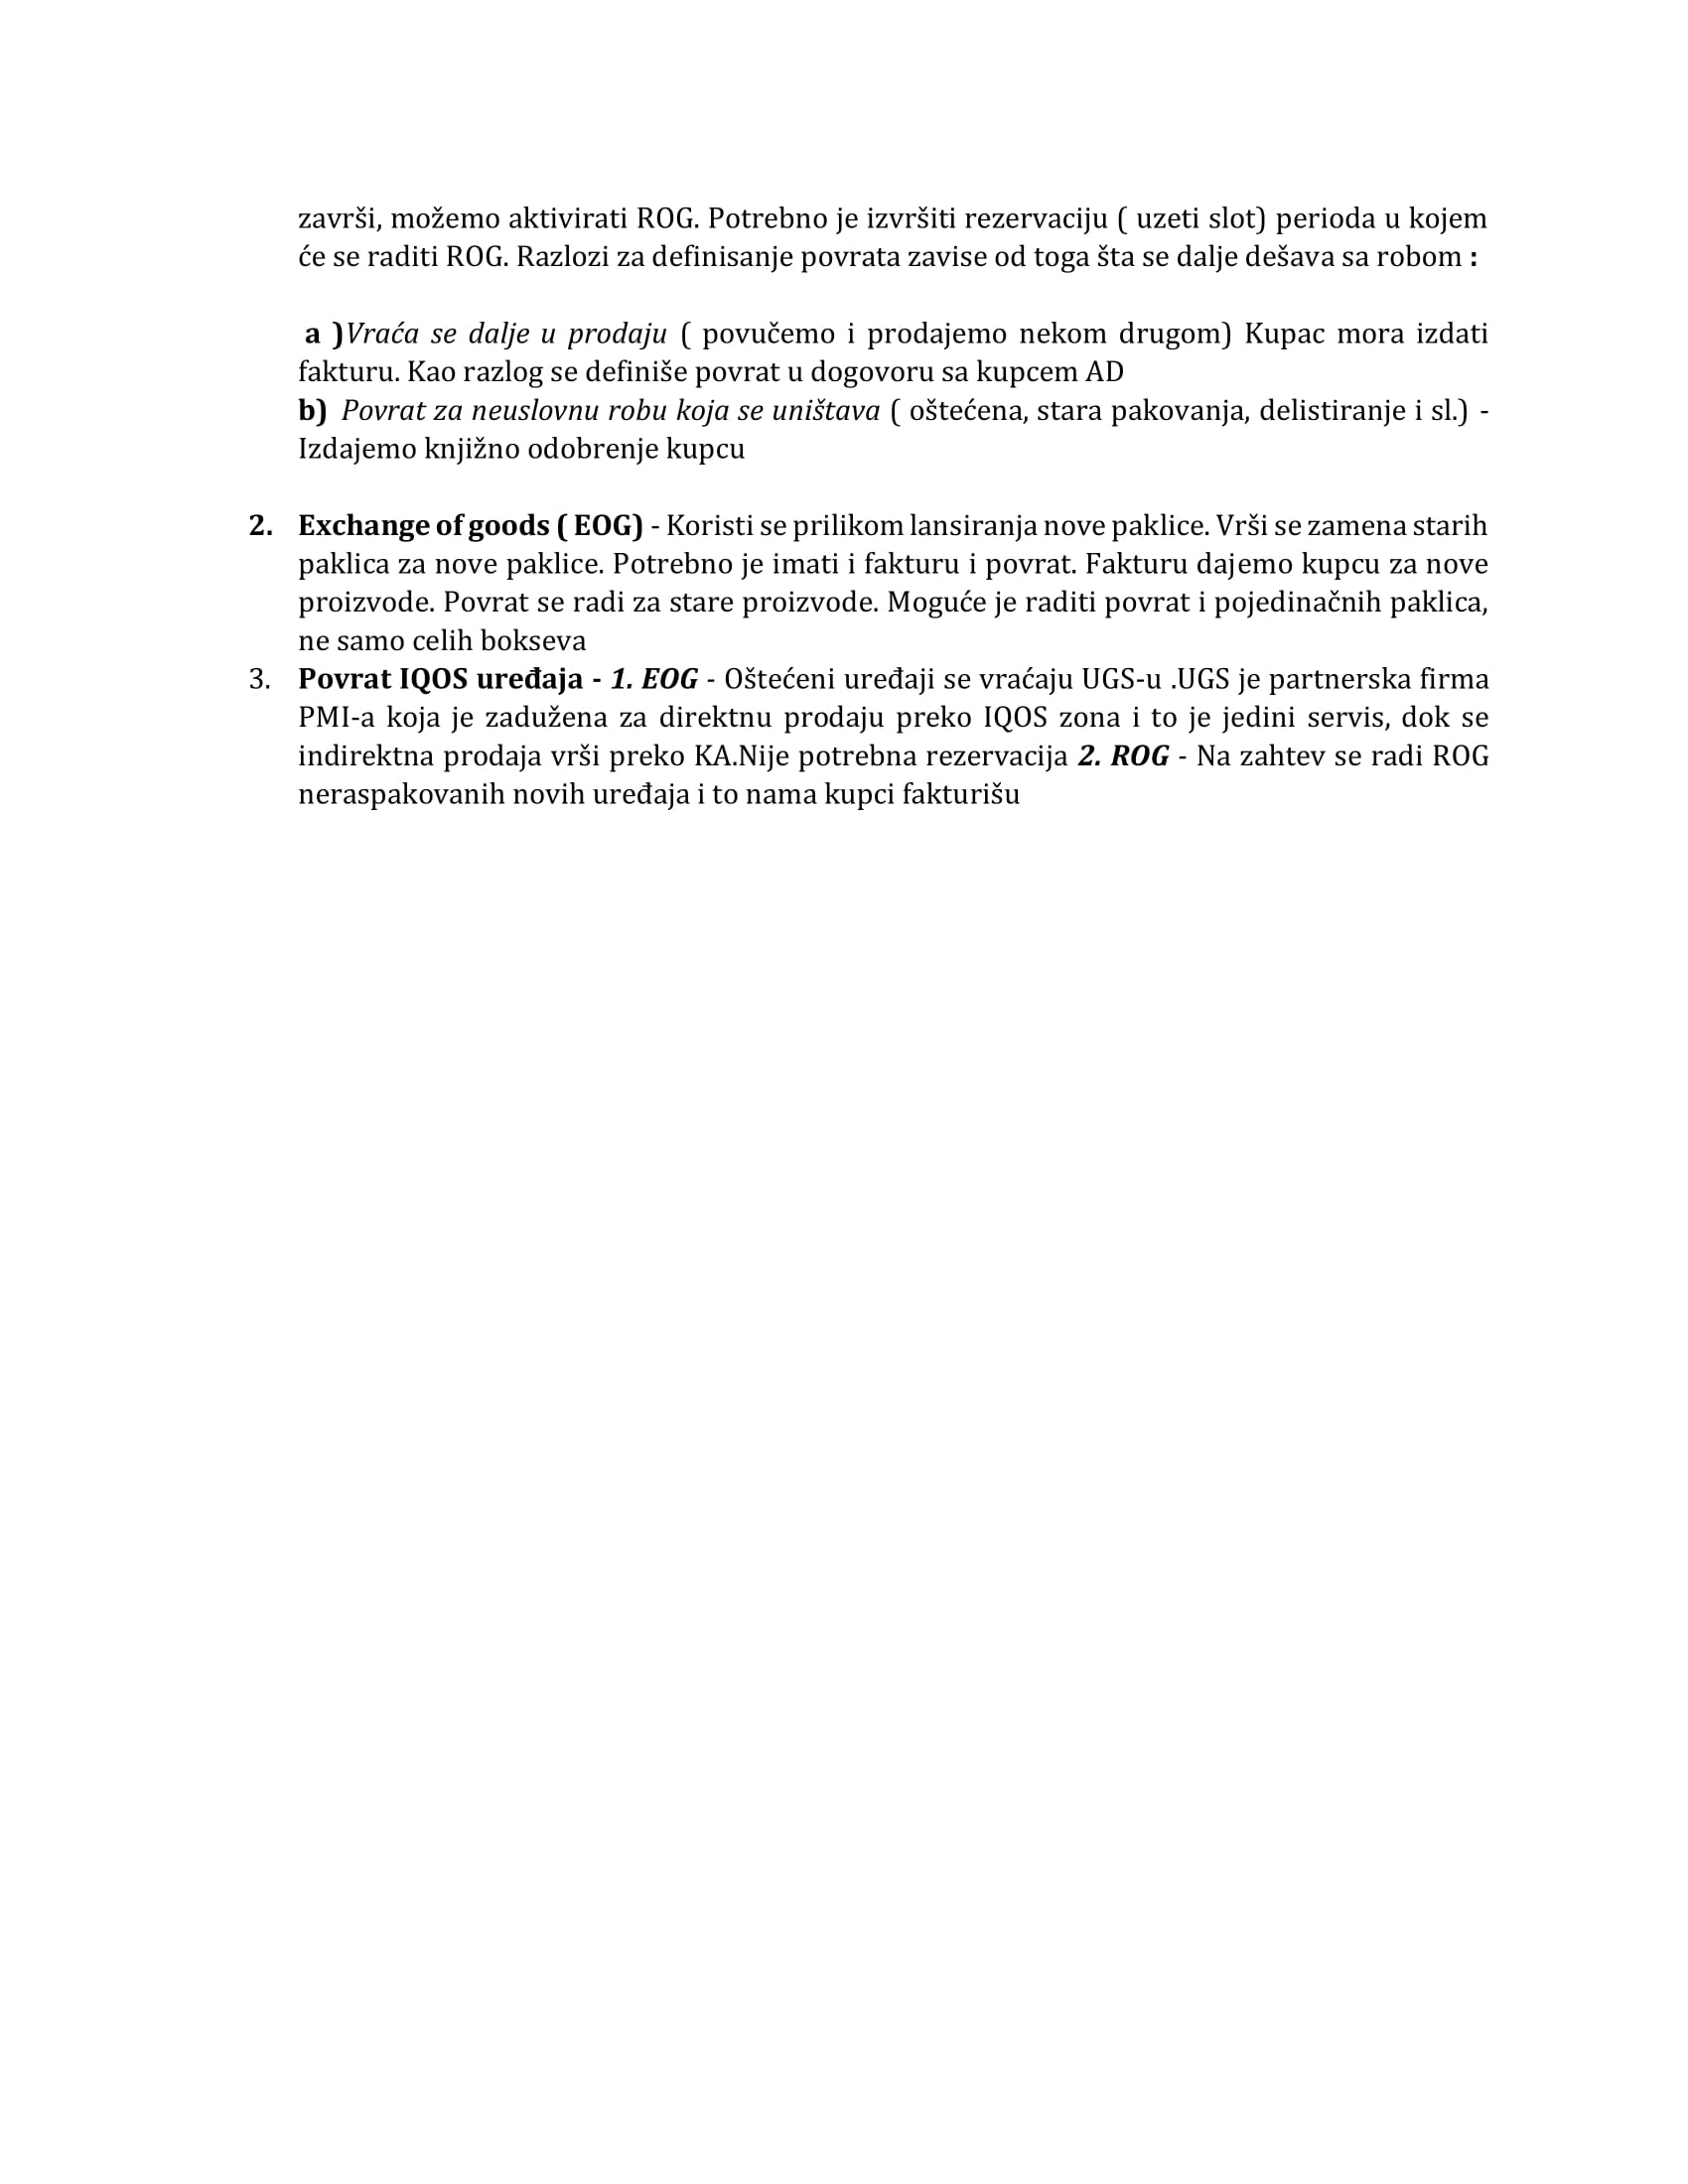 završi, možemo aktivirati ROG. Potrebno je izvršiti rezervaciju ( uzeti slot) perioda u kojem
će se raditi ROG. Razlozi za definisanje povrata zavise od toga šta se dalje dešava sa robom :
a )Vraća se dalje u prodaju ( povučemo i prodajemo nekom drugom) Kupac mora izdati
fakturu. Kao razlog se definiše povrat u dogovoru sa kupcem AD
b) Povrat za neuslovnu robu koja se uništava ( oštećena, stara pakovanja, delistiranje i sl.) -
Izdajemo knjižno odobrenje kupcu
2. Exchange of goods ( EOG) - Koristi se prilikom lansiranja nove paklice. Vrši se zamena starih
paklica za nove paklice. Potrebno je imati i fakturu i povrat. Fakturu dajemo kupcu za nove
proizvode. Povrat se radi za stare proizvode. Moguće je raditi povrat i pojedinačnih paklica,
ne samo celih bokseva
3. Povrat IQOS uređaja - 1. EOG - Oštećeni uređaji se vraćaju UGS-u .UGS je partnerska firma
PMI-a koja je zadužena za direktnu prodaju preko IQOS zona i to je jedini servis, dok se
indirektna prodaja vrši preko KA.Nije potrebna rezervacija 2. ROG - Na zahtev se radi ROG
neraspakovanih novih uređaja i to nama kupci fakturišu